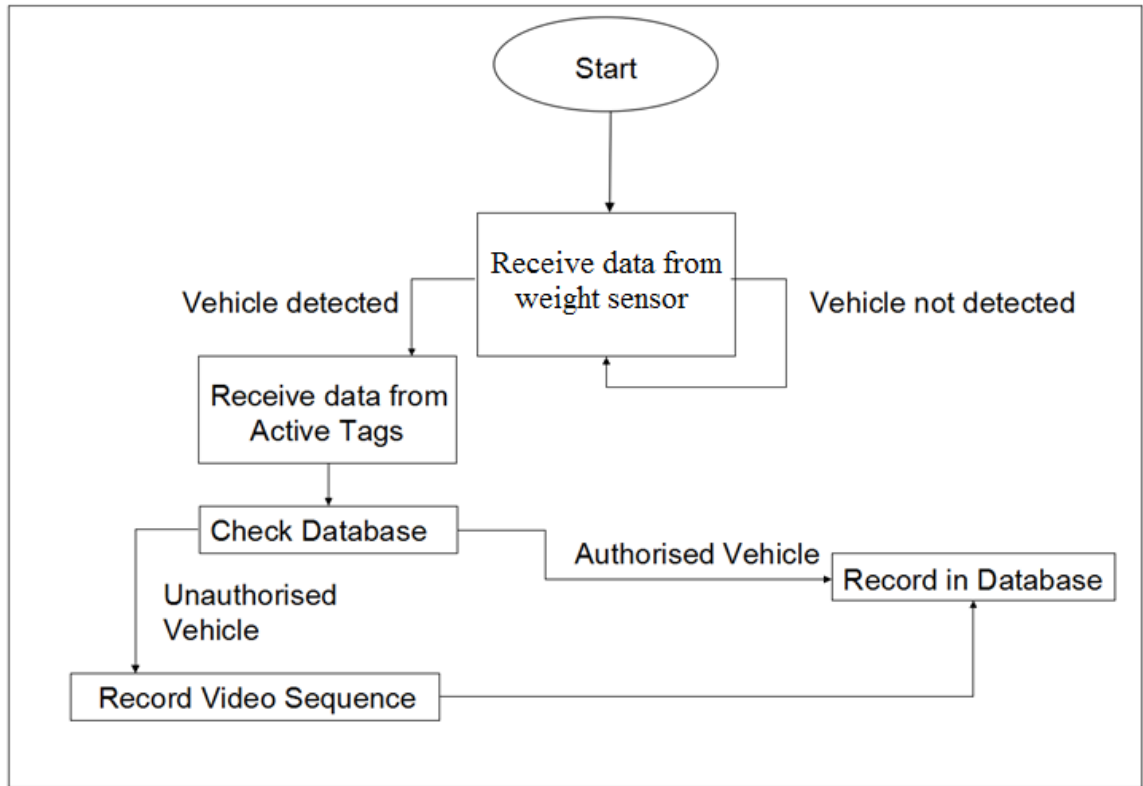 Start
Receive data from
weight sensor
Vehicle detected
Vehicle not detected
Receive data from
Active Tags
Check Database
Authorised Vehicle
Record in Database
Unauthorised
Vehicle
Record Video Sequence